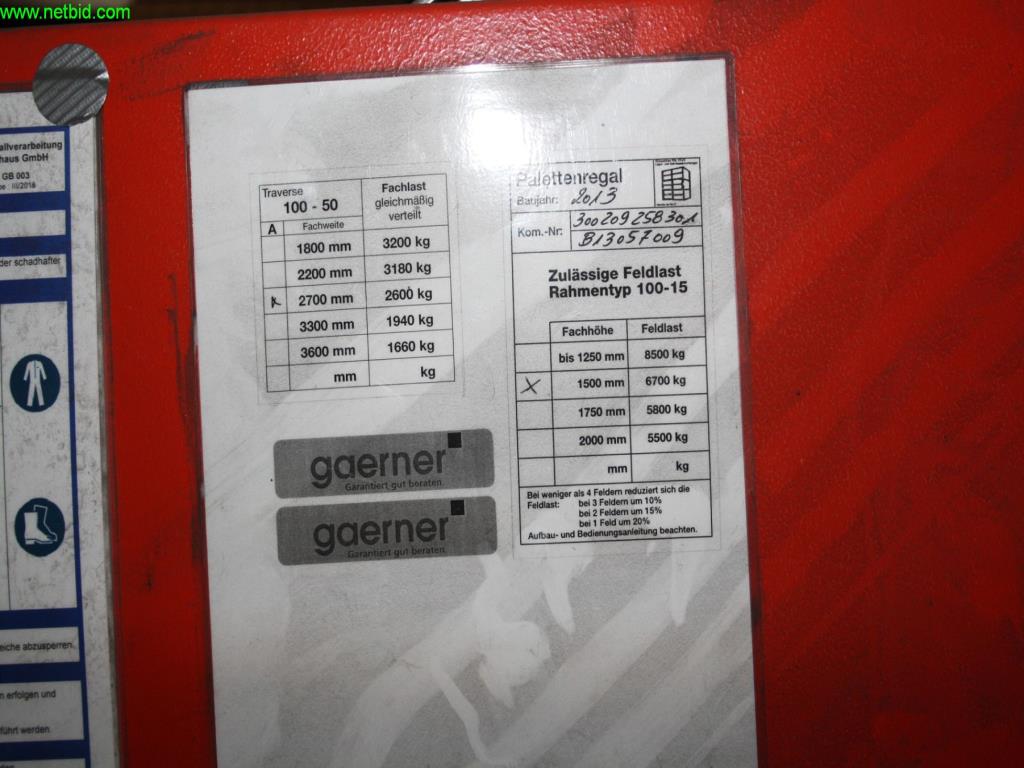 www.netbid.com
allverarbeitung
haus GmbH
GB 003
III/2016
der schadhafter
eiche abzusperren.
n erfolgen und
führt werden.
Traverse
100 - 50
Fachlast
gleichmäßig
verteilt
A Fachweite
1800 mm 3200 kg
2200 mm 3180 kg
x 2700 mm 2600 kg
3300 mm 1940 kg
3600 mm 1660 kg
mm kg
gaerner
Garantiert gut beraten.
gaerner
Garantiert gut beraten.
Palettenregal
Baujahr: 2013
Kom.-Nr: 300209258301
B13057009
Zulässige Feldlast
Rahmentyp 100-15
Fachhöhe Feldlast
bis 1250 mm 8500 kg
X 1500 mm 6700 kg
1750 mm 5800 kg
2000 mm 5500 kg
mm kg
Bei weniger als 4 Feldern reduziert sich die
Feldlast: bei 3 Feldern um 10%
bei 2 Feldern um 15%
bei 1 Feld um 20%
Aufbau- und Bedienungsanleitung beachten.